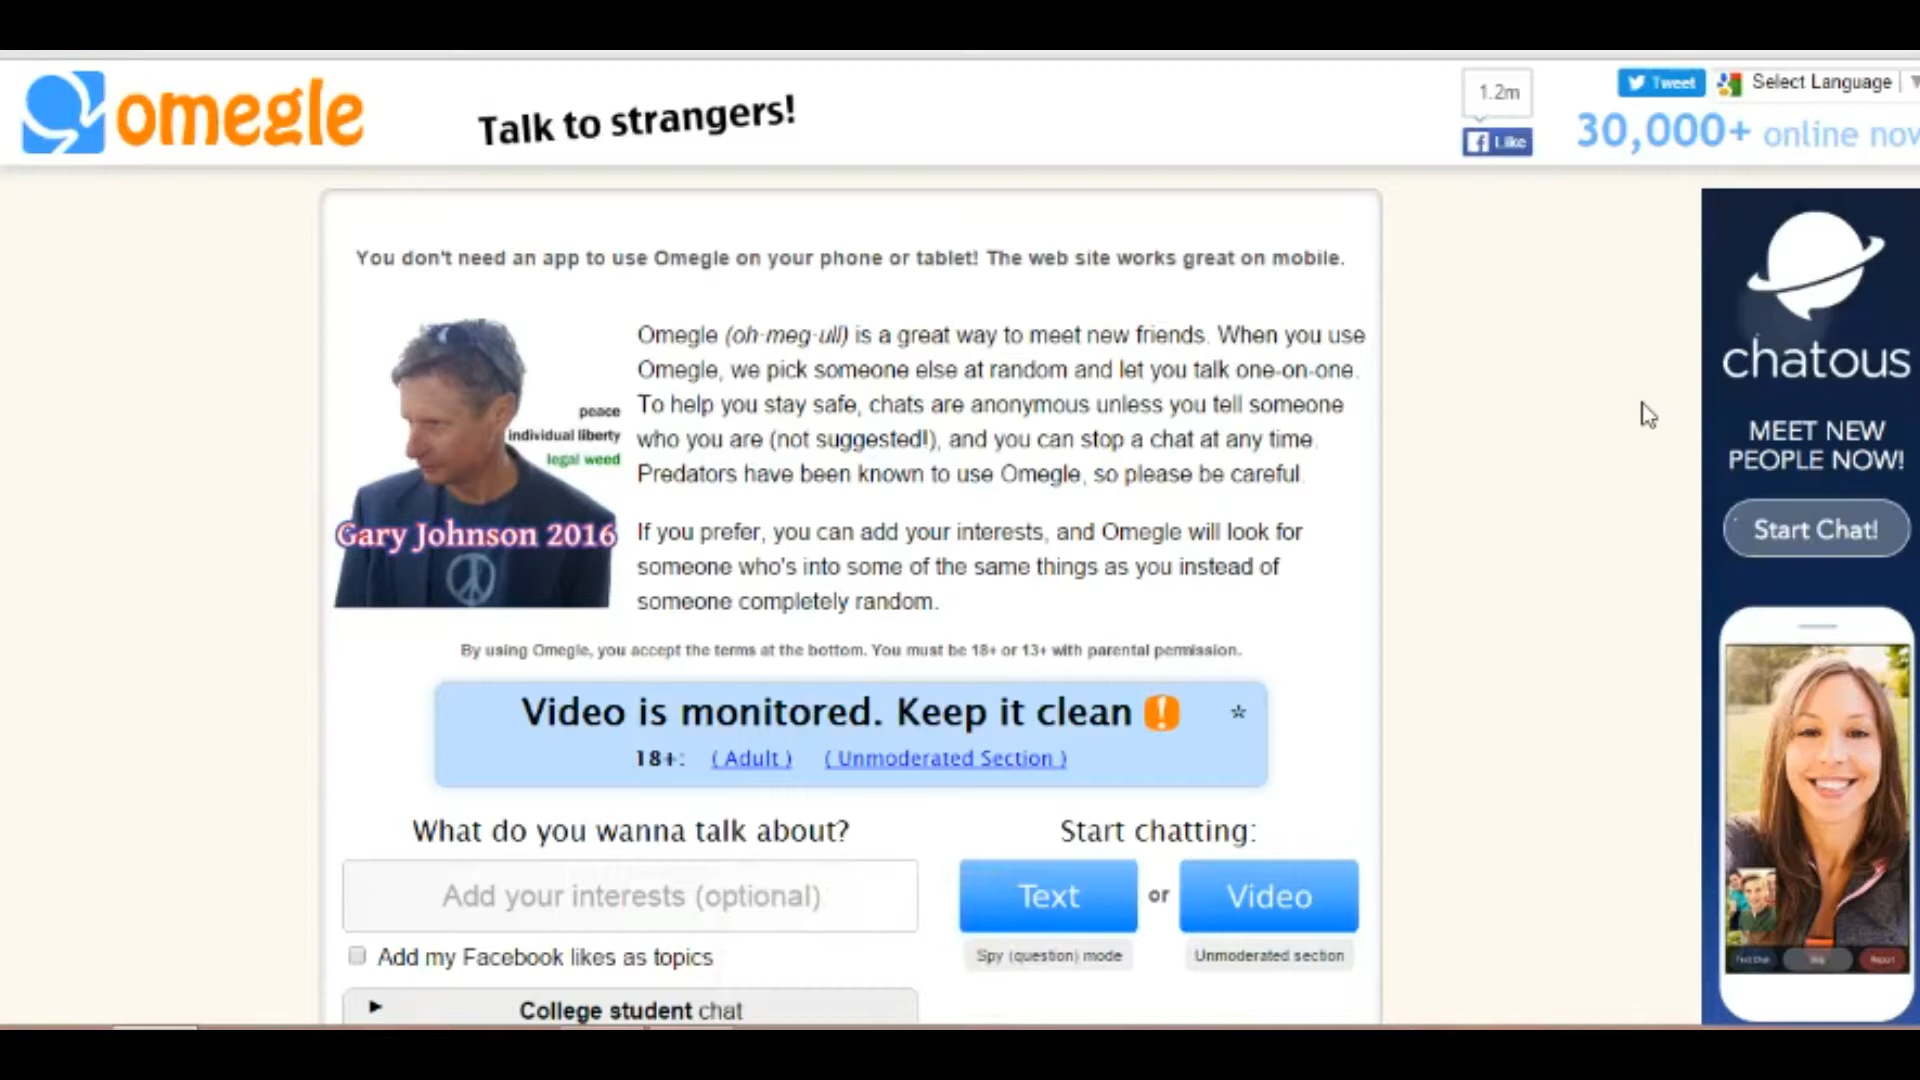 omegle
Talk to strangers!
1.2m
Like
Tweet
Select Language
30,000+ online now
You don't need an app to use Omegle on your phone or tablet! The web site works great on mobile.
peace
individual liberty
legal weed
Gary Johnson 2016
Omegle (oh-meg-ull) is a great way to meet new friends. When you use
Omegle, we pick someone else at random and let you talk one-on-one.
To help you stay safe, chats are anonymous unless you tell someone
who you are (not suggested!), and you can stop a chat at any time.
Predators have been known to use Omegle, so please be careful.
If you prefer, you can add your interests, and Omegle will look for
someone who's into some of the same things as you instead of
someone completely random.
By using Omegle, you accept the terms at the bottom. You must be 18+ or 13+ with parental permission.
Video is monitored. Keep it clean ! *
18+: (Adult) (Unmoderated Section)
What do you wanna talk about?
Add your interests (optional)
Add my Facebook likes as topics
College student chat
Start chatting:
Text or Video
Spy (question) mode
Unmoderated section
chatous
MEET NEW
PEOPLE NOW!
Start Chat!
Report